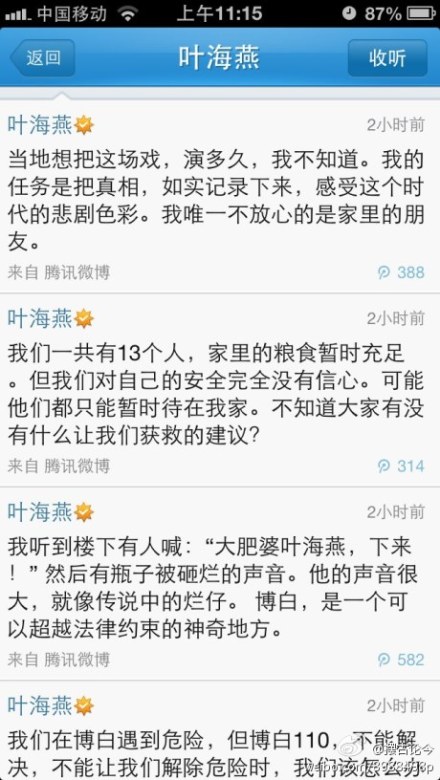 中国移动 上午11:15 87%
返回 叶海燕 收听
叶海燕 2小时前
当地想把这场戏，演多久，我不知道。我的
任务是把真相，如实记录下来，感受这个时
代的悲剧色彩。我唯一不放心的是家里的朋
友。
来自 腾讯微博 388
叶海燕 2小时前
我们一共有13个人，家里的粮食暂时充足
。但我们对自己的安全完全没有信心。可能
他们都只能暂时待在我家。不知道大家有没
有什么让我们获救的建议？
来自 腾讯微博 314
叶海燕 2小时前
我听到楼下有人喊：“大肥婆叶海燕，下来
！”然后有瓶子被砸烂的声音。他的声音很
大，就像传说中的烂仔。 博白，是一个可
以超越法律约束的神奇地方。
来自 腾讯微博 582
叶海燕 2小时前
我们在博白遇到危险，但博白110，不能解
决，不能让我们解除危险时，我们该怎么办